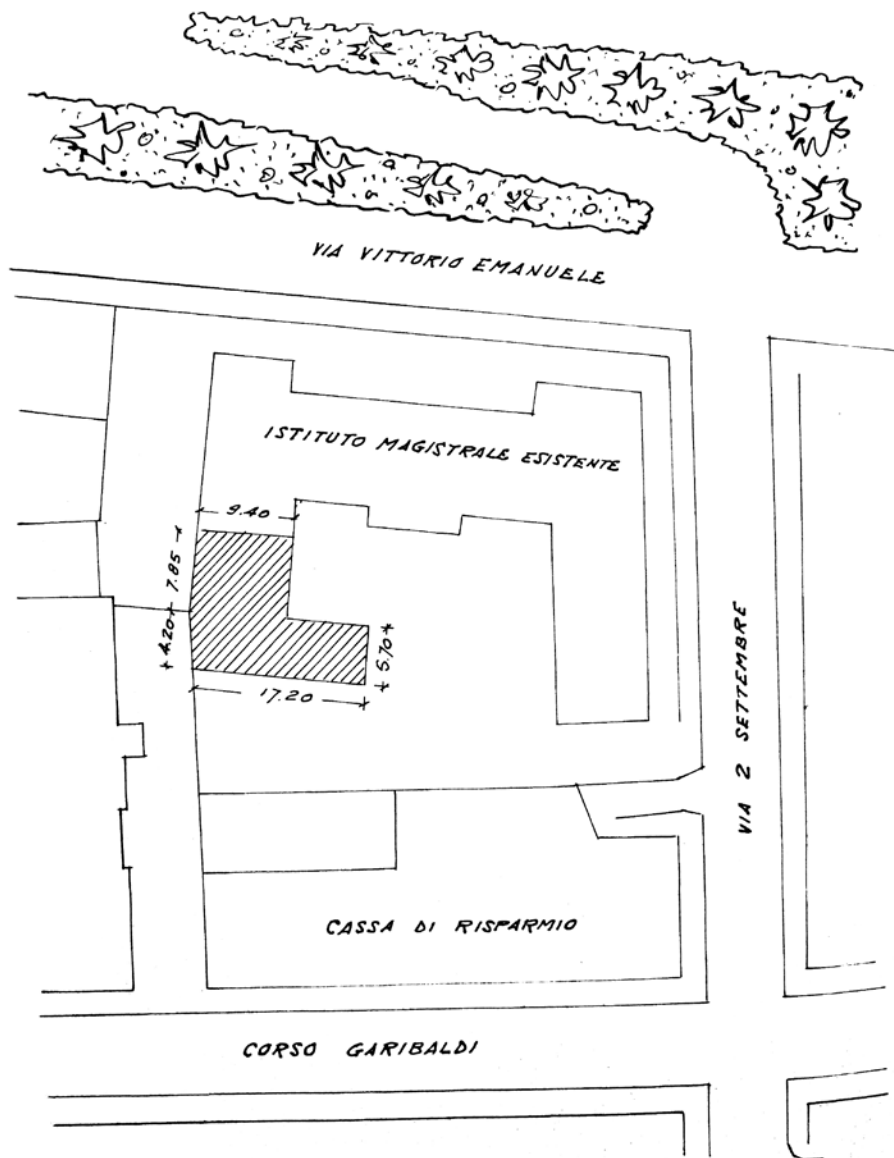 VIA VITTORIO EMANUELE
ISTITUTO MAGISTRALE ESISTENTE
9.40
7.85
4.20
5.70
17.20
VIA 2 SETTEMBRE
CASSA DI RISPARMIO
CORSO GARIBALDI